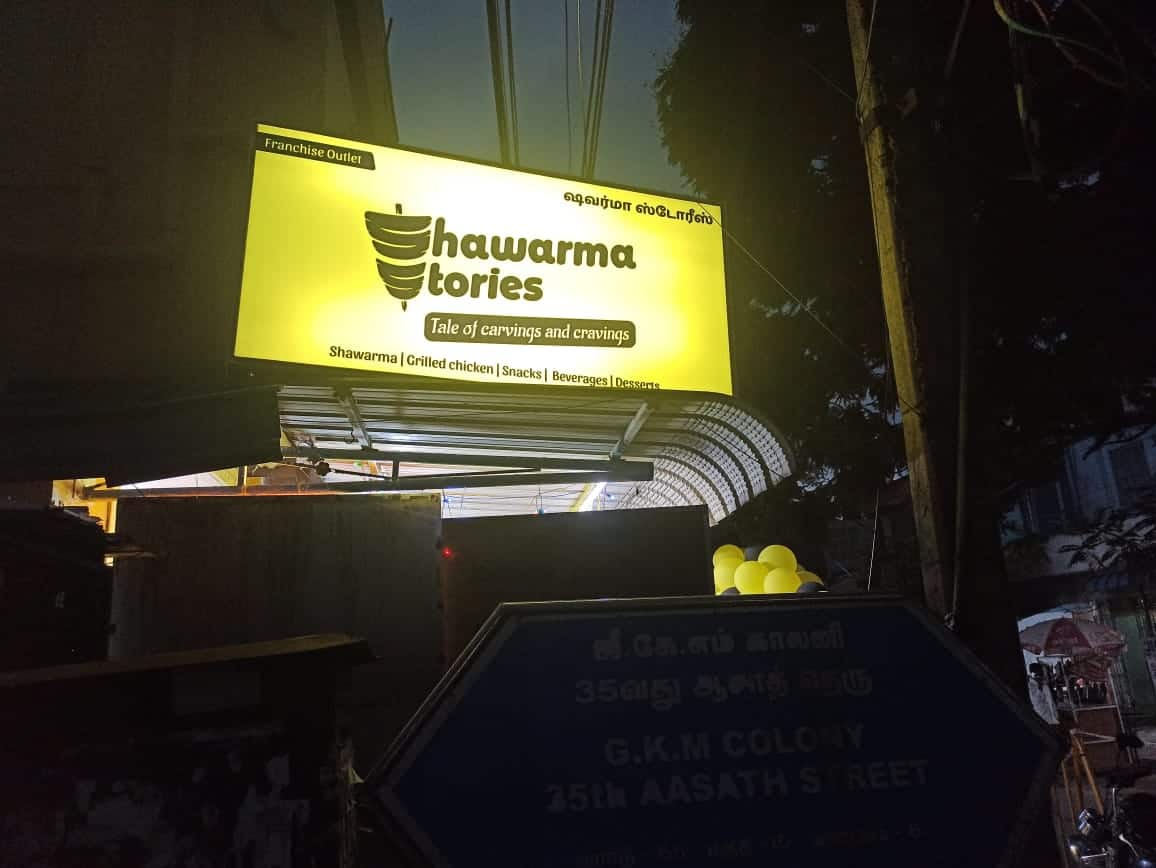 Franchise Outlet
ஷவர்மா ஸ்டோரீஸ்
Shawarma
Stories
Tale of carvings and cravings
Shawarma | Grilled chicken | Snacks | Beverages | Desserts
ஜீ.கே.எம் காலனி
35வது ஆசாத் தெரு
G.K.M COLONY
35th AASATH STREET